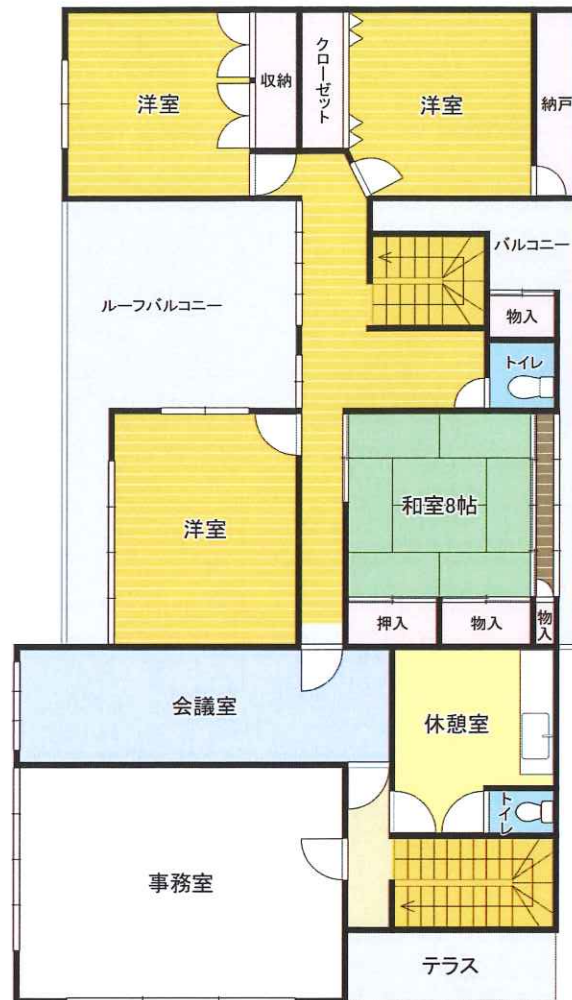 洋室
収納
クローゼット
洋室
納戸
ルーフバルコニー
バルコニー
物入
トイレ
洋室
和室8帖
押入
物入
物入
会議室
休憩室
トイレ
事務室
テラス